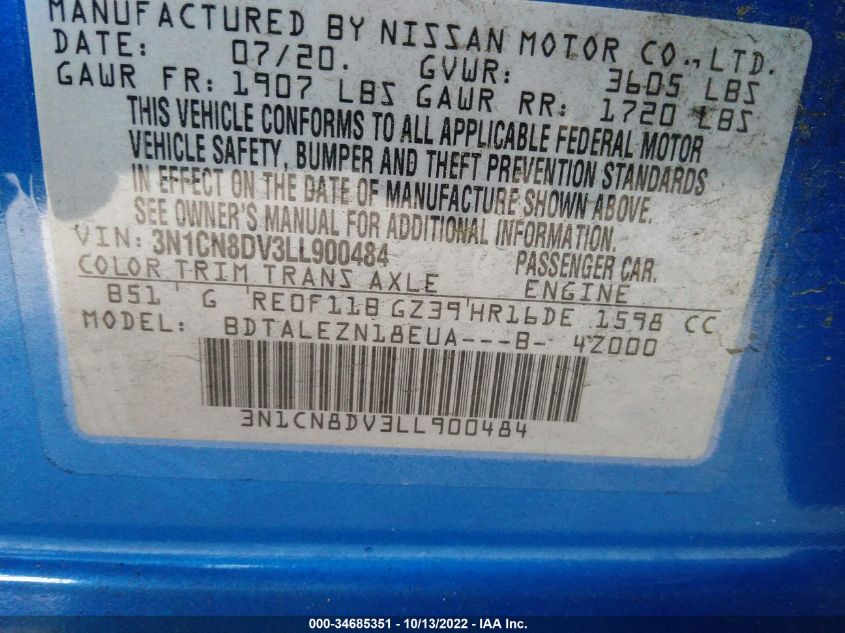 MANUFACTURED BY NISSAN MOTOR CO., LTD.
DATE: 07/20. GVWR: 3605 LBS
GAWR FR: 1907 LBS GAWR RR: 1720 LBS
THIS VEHICLE CONFORMS TO ALL APPLICABLE FEDERAL MOTOR
VEHICLE SAFETY, BUMPER AND THEFT PREVENTION STANDARDS
IN EFFECT ON THE DATE OF MANUFACTURE SHOWN ABOVE.
SEE OWNER'S MANUAL FOR ADDITIONAL INFORMATION.
VIN: 3N1CN8DV3LL900484 PASSENGER CAR.
COLOR TRIM TRANS AXLE ENGINE
B51 ' G 'RE0F11B GZ39'HR16DE 1598 CC
MODEL: BDTALEZN18EUA---B- 4Z000
3N1CN8DV3LL900484
000-34685351 - 10/13/2022 - IAA Inc.